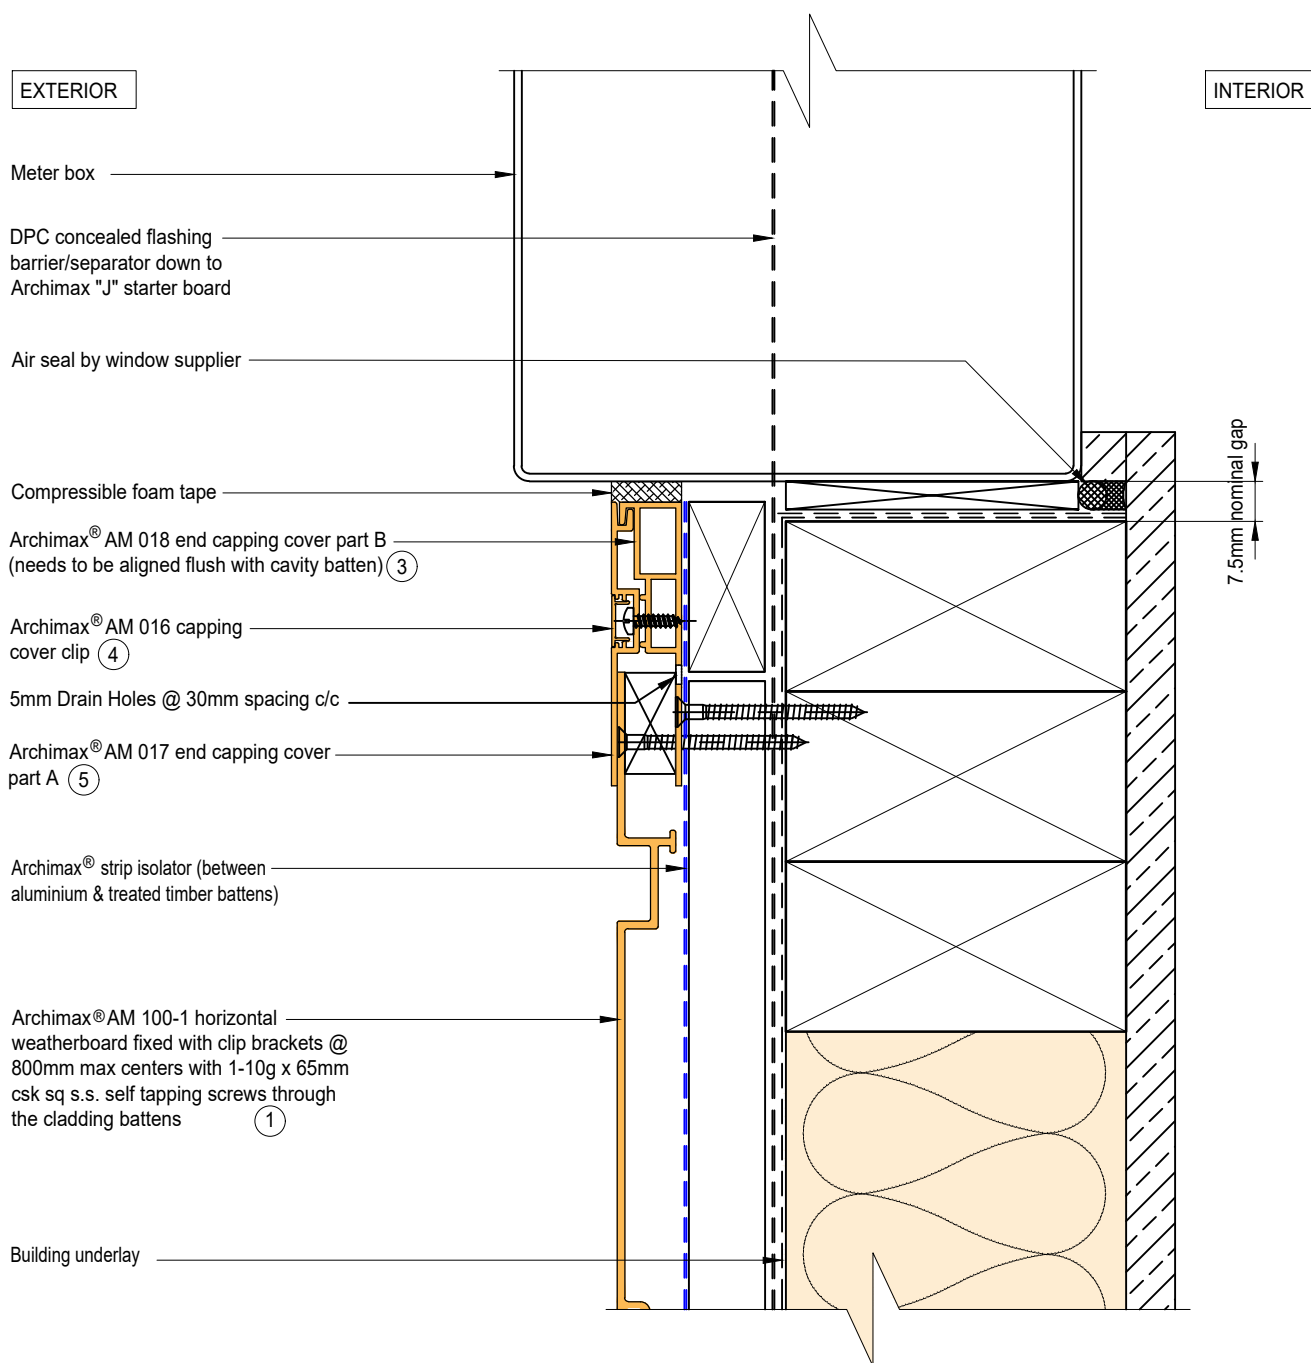 EXTERIOR
INTERIOR
Meter box
DPC concealed flashing
barrier/separator down to
Archimax "J" starter board
Air seal by window supplier
7.5mm nominal gap
Compressible foam tape
Archimax® AM 018 end capping cover part B
(needs to be aligned flush with cavity batten) 3
Archimax® AM 016 capping
cover clip 4
5mm Drain Holes @ 30mm spacing c/c
Archimax® AM 017 end capping cover
part A 5
Archimax® strip isolator (between
aluminium & treated timber battens)
Archimax® AM 100-1 horizontal
weatherboard fixed with clip brackets @
800mm max centers with 1-10g x 65mm
csk sq s.s. self tapping screws through
the cladding battens 1
Building underlay